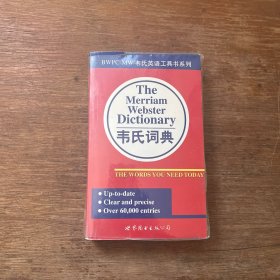 BWPC/MW 韦氏英语工具书系列
The
Merriam
Webster
Dictionary
韦氏词典
THE WORDS YOU NEED TODAY
• Up-to-date
• Clear and precise
• Over 60,000 entries
世界图书出版公司